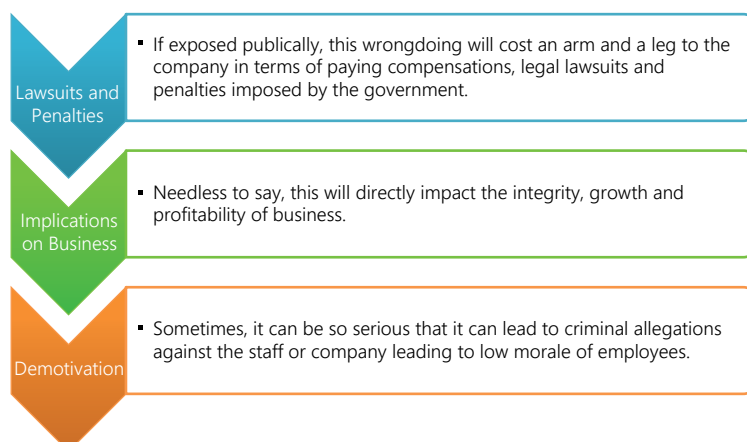 Lawsuits and
Penalties
▪ If exposed publically, this wrongdoing will cost an arm and a leg to the
company in terms of paying compensations, legal lawsuits and
penalties imposed by the government.
Implications
on Business
▪ Needless to say, this will directly impact the integrity, growth and
profitability of business.
Demotivation
▪ Sometimes, it can be so serious that it can lead to criminal allegations
against the staff or company leading to low morale of employees.